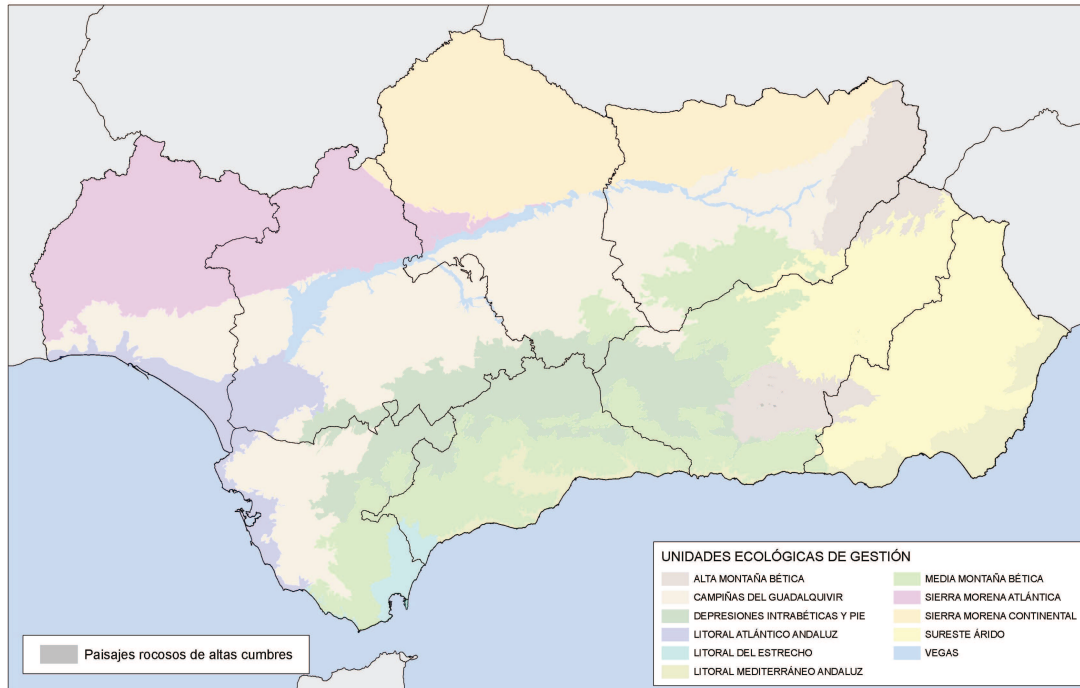 UNIDADES ECOLÓGICAS DE GESTIÓN
ALTA MONTAÑA BÉTICA
CAMPIÑAS DEL GUADALQUIVIR
DEPRESIONES INTRABÉTICAS Y PIE
LITORAL ATLÁNTICO ANDALUZ
LITORAL DEL ESTRECHO
LITORAL MEDITERRÁNEO ANDALUZ
MEDIA MONTAÑA BÉTICA
SIERRA MORENA ATLÁNTICA
SIERRA MORENA CONTINENTAL
SURESTE ÁRIDO
VEGAS
Paisajes rocosos de altas cumbres